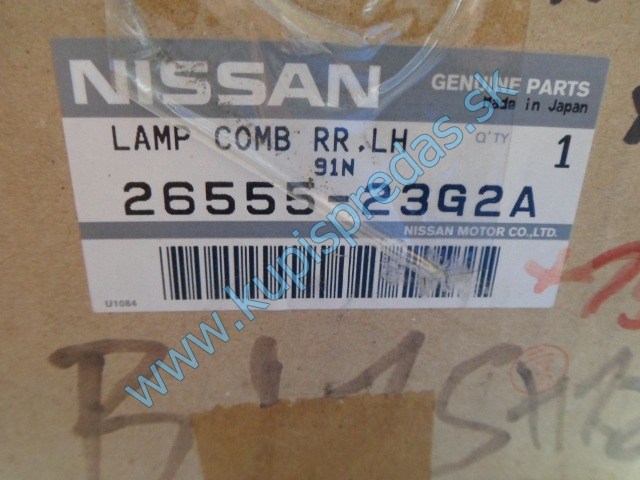 NISSAN
GENUINE PARTS
Made in Japan
LAMP COMB RR,LH
Q'TY 1
91N
26555-23G2A
NISSAN MOTOR CO.,LTD.
U1084
www.kupispredas.sk